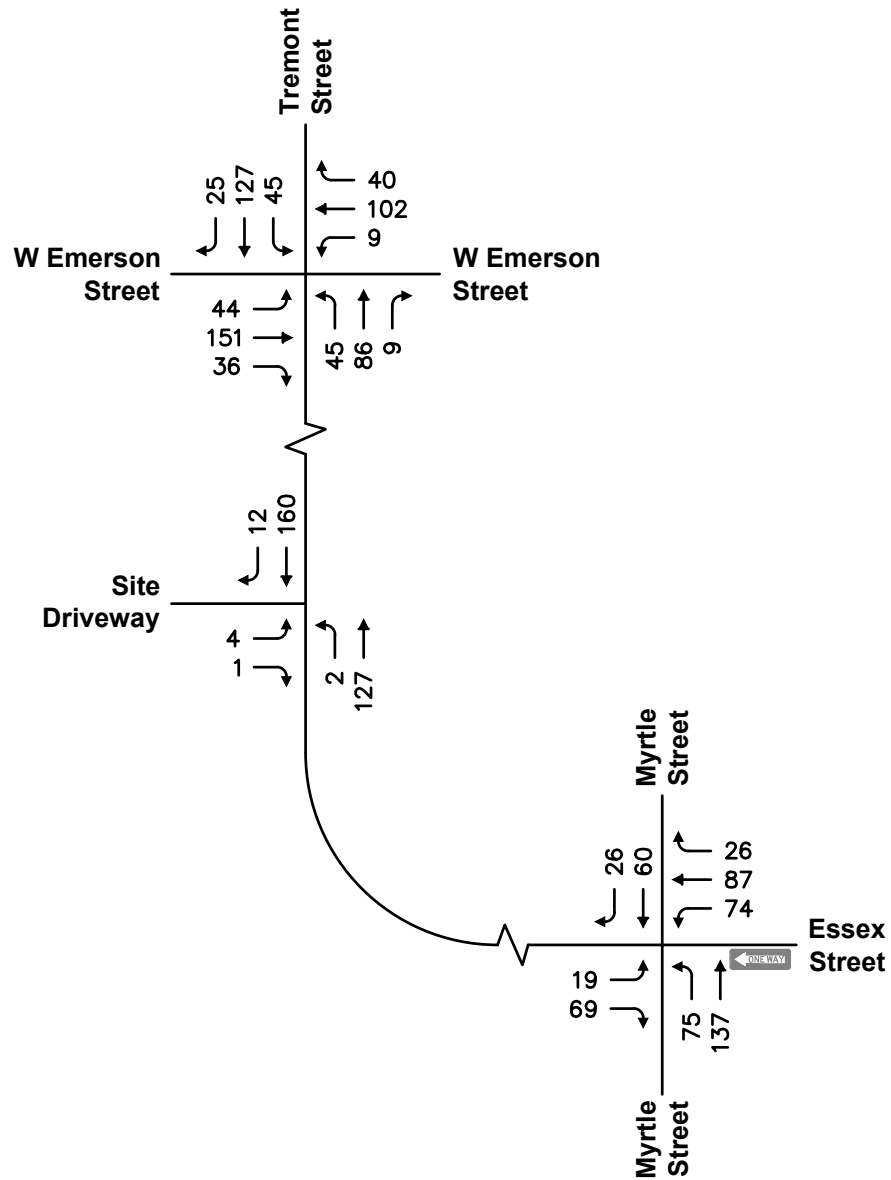 Tremont
Street
25
127
45
40
102
9
W Emerson
Street
W Emerson
Street
44
151
36
45
86
9
12
160
Site
Driveway
4
1
2
127
Myrtle
Street
26
60
26
87
74
Essex
Street
ONE WAY
19
69
75
137
Myrtle
Street